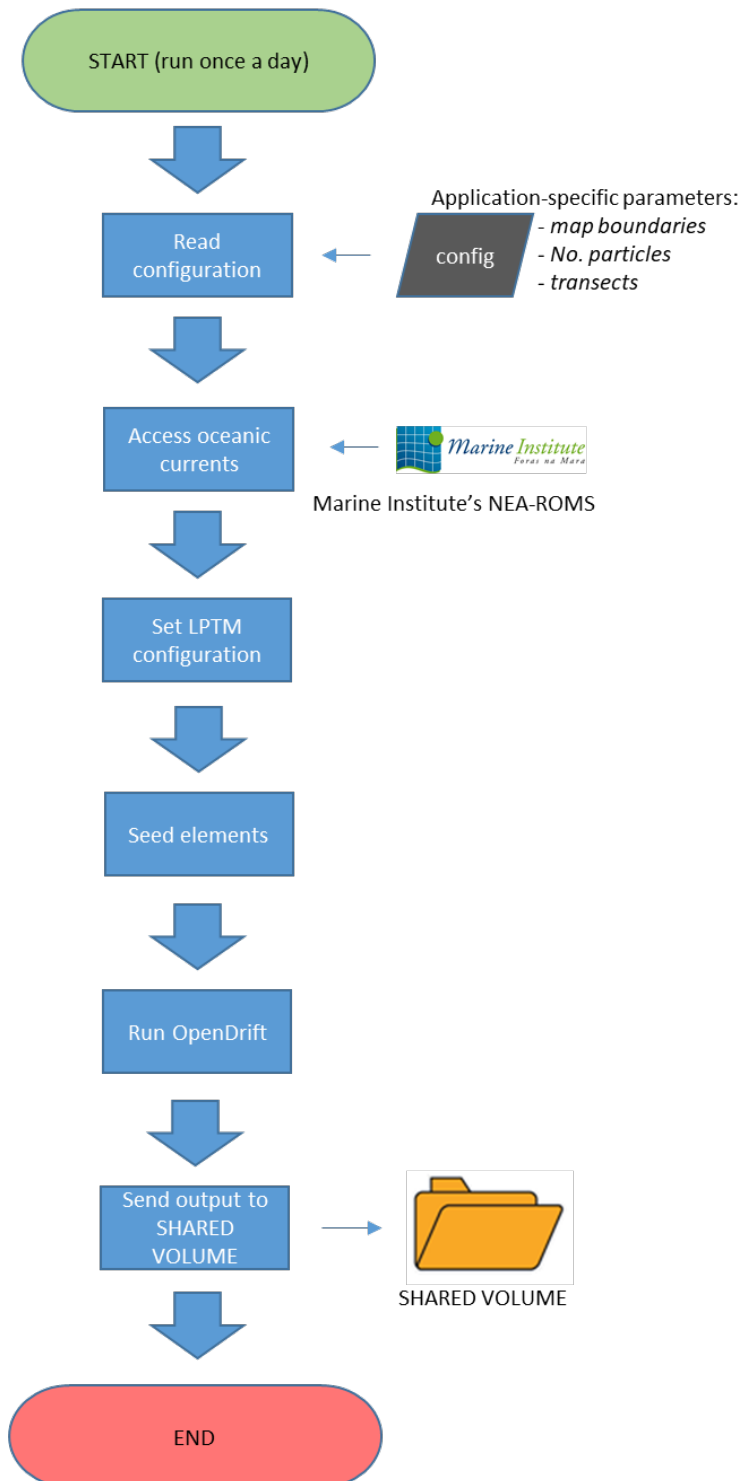 START (run once a day)
Application-specific parameters:
- map boundaries
- No. particles
- transects
Read
configuration
config
Access oceanic
currents
Marine Institute
Foras na Mara
Marine Institute's NEA-ROMS
Set LPTM
configuration
Seed elements
Run OpenDrift
Send output to
SHARED
VOLUME
SHARED VOLUME
END